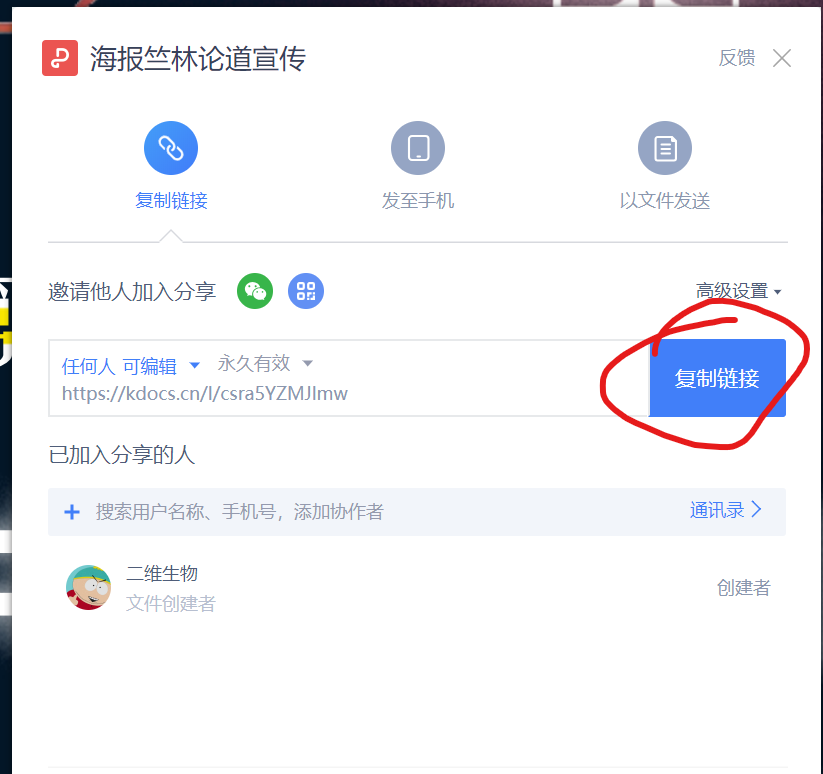 海报竺林论道宣传
反馈
复制链接
发至手机
以文件发送
邀请他人加入分享
高级设置
任何人 可编辑 永久有效
https://kdocs.cn/l/csra5YZMJImw
复制链接
已加入分享的人
搜索用户名称、手机号，添加协作者
通讯录
二维生物
文件创建者
创建者